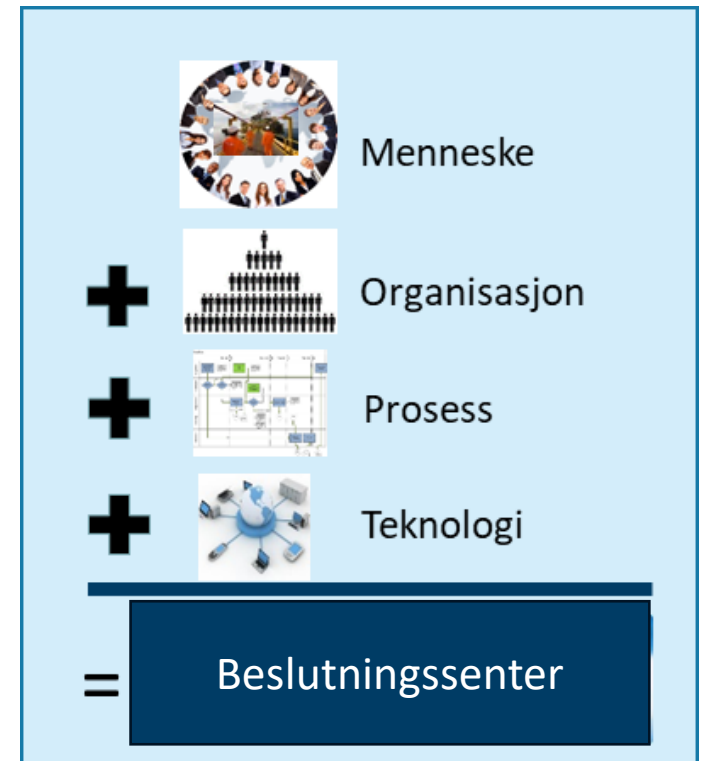 Menneske
+ Organisasjon
+ Prosess
+ Teknologi
= Beslutningssenter